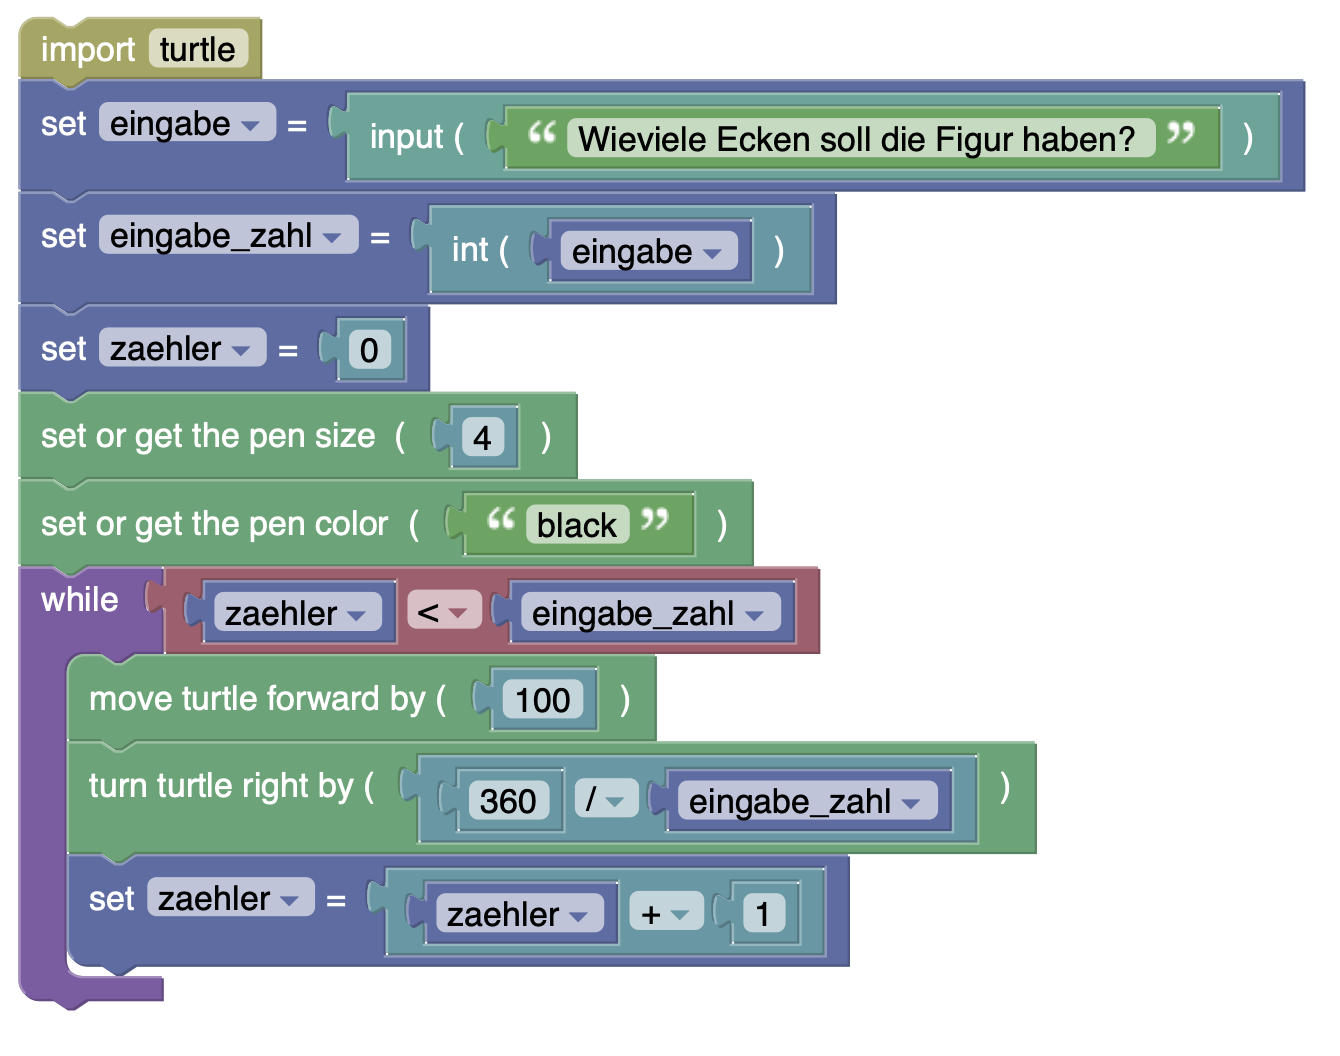 import turtle
set eingabe = input ( “ Wieviele Ecken soll die Figur haben? ” )
set eingabe_zahl = int ( eingabe )
set zaehler = 0
set or get the pen size ( 4 )
set or get the pen color ( “ black ” )
while zaehler < eingabe_zahl
move turtle forward by ( 100 )
turn turtle right by ( 360 / eingabe_zahl )
set zaehler = zaehler + 1